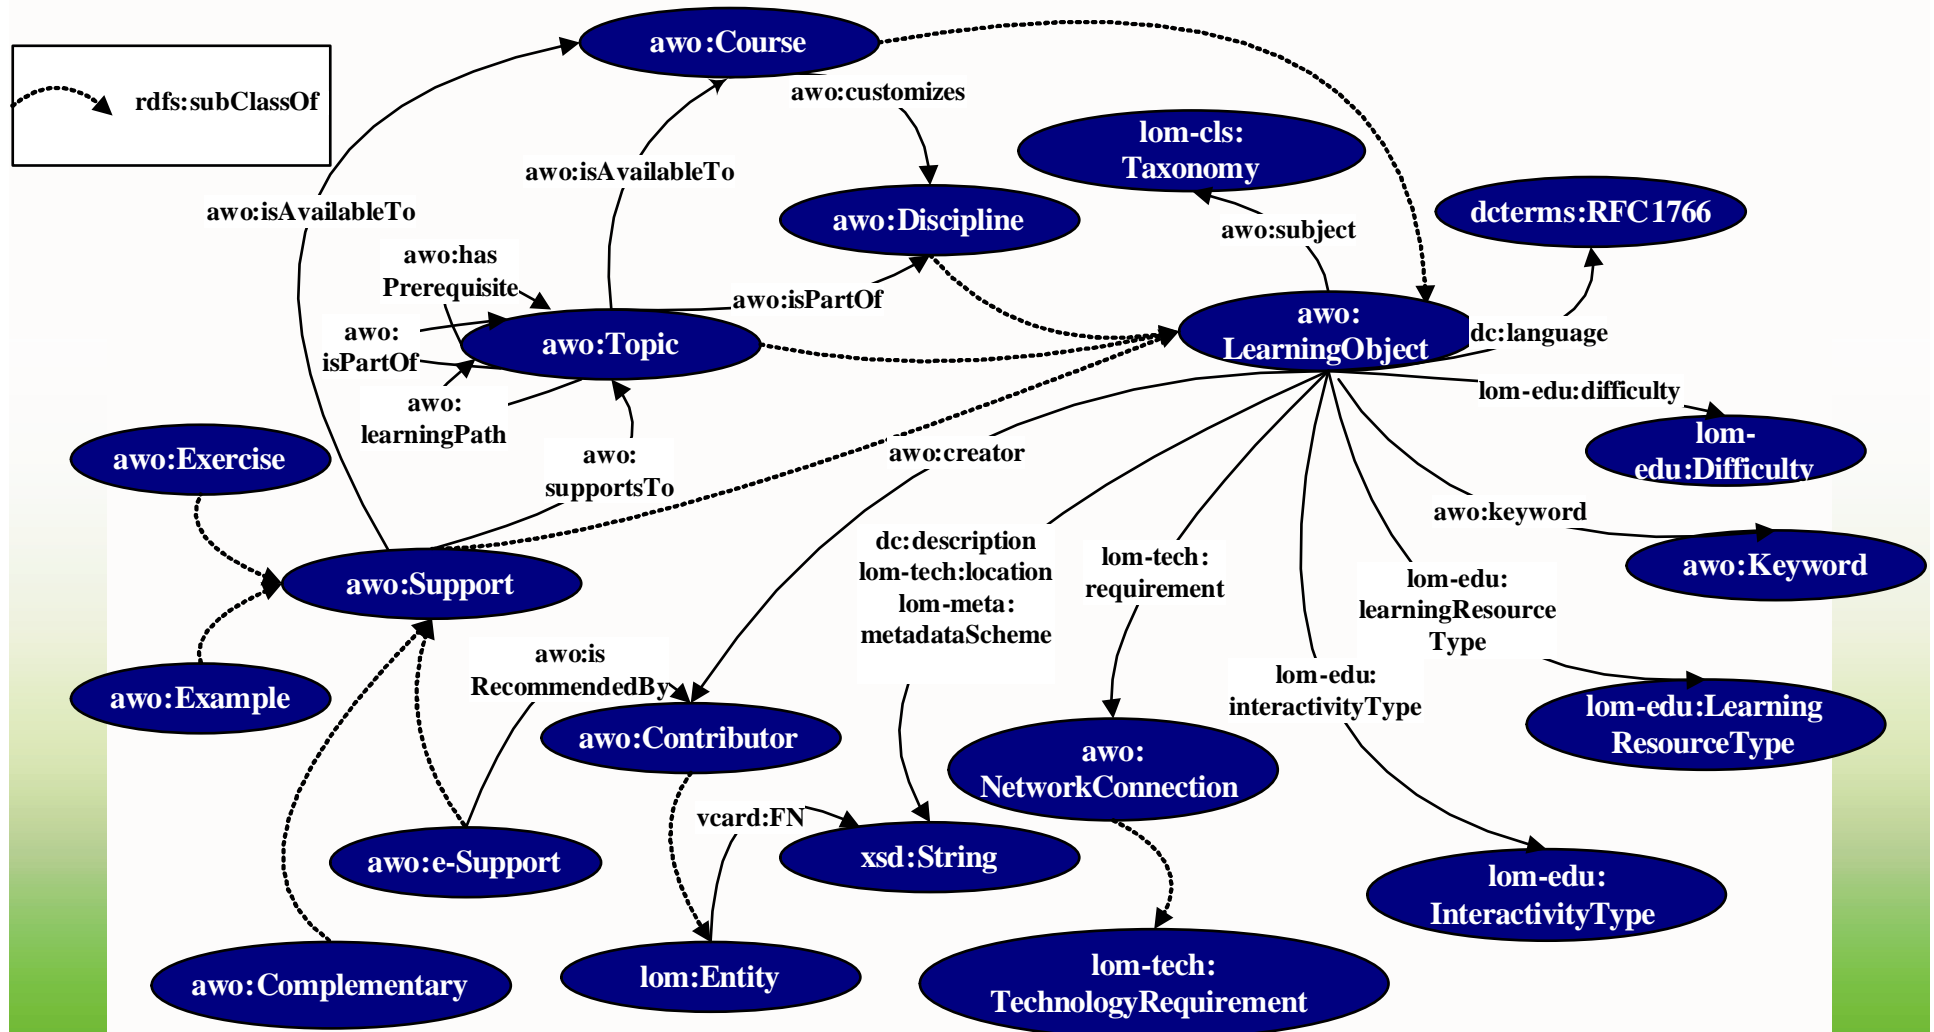 awo:Course
rdfs:subClassOf
awo:customizes
lom-cls:
Taxonomy
awo:isAvailableTo
awo:isAvailableTo
awo:Discipline
dcterms:RFC1766
awo:subject
awo:has
Prerequisite
awo:isPartOf
awo:
isPartOf
awo:Topic
awo:
LearningObject
dc:language
awo:
learningPath
lom-edu:difficulty
awo:Exercise
awo:
supportsTo
awo:creator
lom-
edu:Difficulty
awo:keyword
dc:description
lom-tech:location
lom-meta:
metadataScheme
lom-tech:
requirement
awo:Support
lom-edu:
learningResource
Type
awo:Keyword
awo:Example
awo:is
RecommendedBy
lom-edu:
interactivityType
awo:Contributor
awo:
NetworkConnection
lom-edu:Learning
ResourceType
vcard:FN
awo:e-Support
xsd:String
lom-edu:
InteractivityType
awo:Complementary
lom:Entity
lom-tech:
TechnologyRequirement